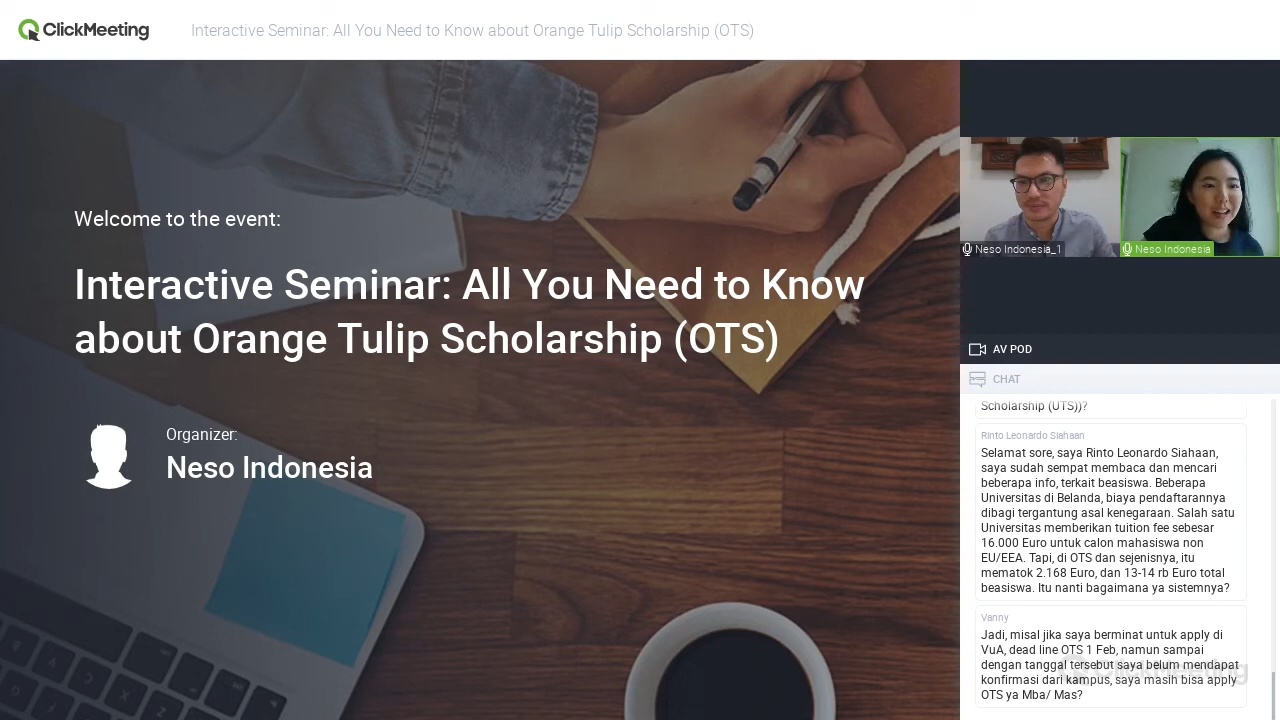 ClickMeeting
Interactive Seminar: All You Need to Know about Orange Tulip Scholarship (OTS)
Welcome to the event:
Interactive Seminar: All You Need to Know
about Orange Tulip Scholarship (OTS)
Organizer:
Neso Indonesia
Neso Indonesia_1
Neso Indonesia
AV POD
CHAT
Scholarship (OTS))?
Rinto Leonardo Siahaan
Selamat sore, saya Rinto Leonardo Siahaan,
saya sudah sempat membaca dan mencari
beberapa info, terkait beasiswa. Beberapa
Universitas di Belanda, biaya pendaftarannya
dibagi tergantung asal kenegaraan. Salah satu
Universitas memberikan tuition fee sebesar
16.000 Euro untuk calon mahasiswa non
EU/EEA. Tapi, di OTS dan sejenisnya, itu
mematok 2.168 Euro, dan 13-14 rb Euro total
beasiswa. Itu nanti bagaimana ya sistemnya?
Vanny
Jadi, misal jika saya berminat untuk apply di
VuA, dead line OTS 1 Feb, namun sampai
dengan tanggal tersebut saya belum mendapat
konfirmasi dari kampus, saya masih bisa apply
OTS ya Mba/ Mas?
ClickMeeting